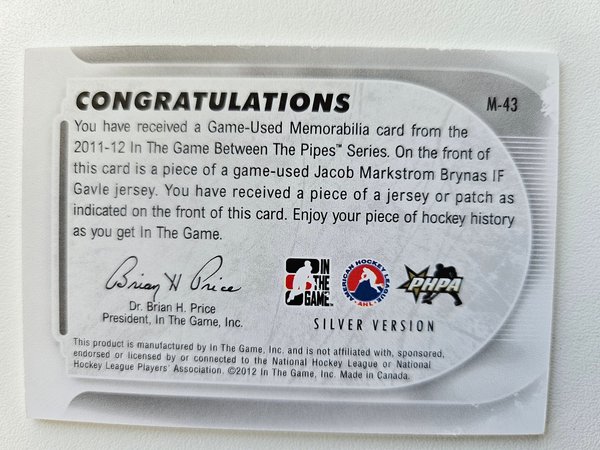 CONGRATULATIONS
M-43
You have received a Game-Used Memorabilia card from the
2011-12 In The Game Between The Pipes™ Series. On the front of
this card is a piece of a game-used Jacob Markstrom Brynas IF
Gavle jersey. You have received a piece of a jersey or patch as
indicated on the front of this card. Enjoy your piece of hockey history
as you get In The Game.
Brian H Price
Dr. Brian H. Price
President, In The Game, Inc.
IN
THE
GAME
AMERICAN HOCKEY LEAGUE
AHL
PHPA
SILVER VERSION
This product is manufactured by In The Game, Inc. and is not affiliated with, sponsored,
endorsed or licensed by or connected to the National Hockey League or National
Hockey League Players' Association. ©2012 In The Game, Inc. Made in Canada.